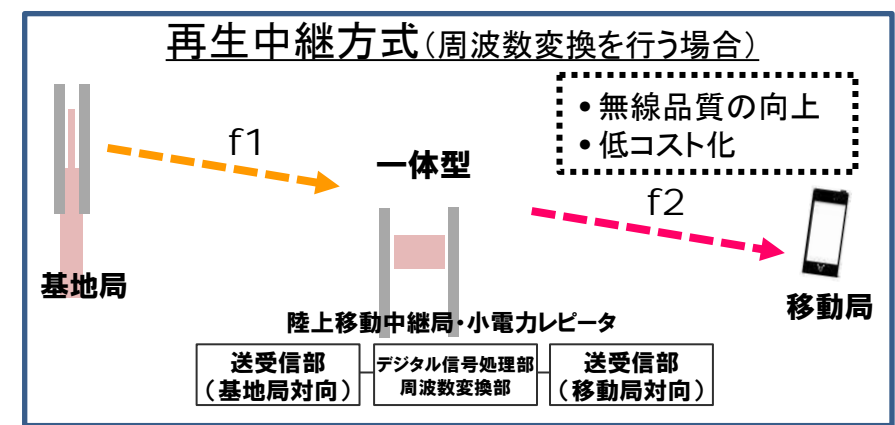 再生中継方式(周波数変換を行う場合)
•無線品質の向上
•低コスト化
f1
一体型
f2
基地局
移動局
陸上移動中継局・小電力レピータ
送受信部
(基地局対向)
デジタル信号処理部
周波数変換部
送受信部
(移動局対向)